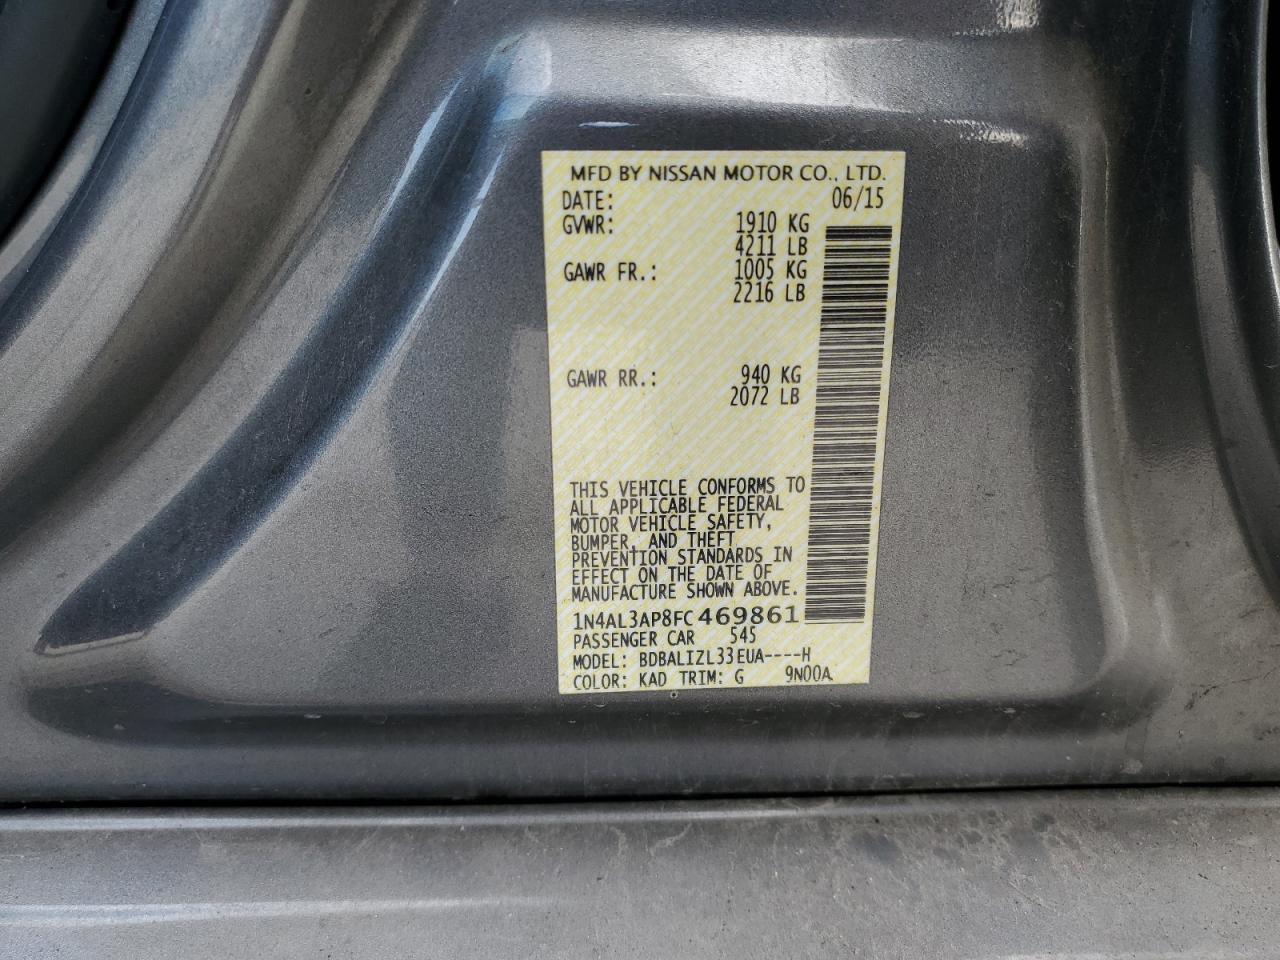 MFD BY NISSAN MOTOR CO., LTD.
DATE: 06/15
GVWR: 1910 KG
4211 LB
GAWR FR.: 1005 KG
2216 LB
GAWR RR.: 940 KG
2072 LB
THIS VEHICLE CONFORMS TO
ALL APPLICABLE FEDERAL
MOTOR VEHICLE SAFETY,
BUMPER, AND THEFT
PREVENTION STANDARDS IN
EFFECT ON THE DATE OF
MANUFACTURE SHOWN ABOVE.
1N4AL3AP8FC469861
PASSENGER CAR 545
MODEL: BDBALIZL33EUA----H
COLOR: KAD TRIM: G 9N00A